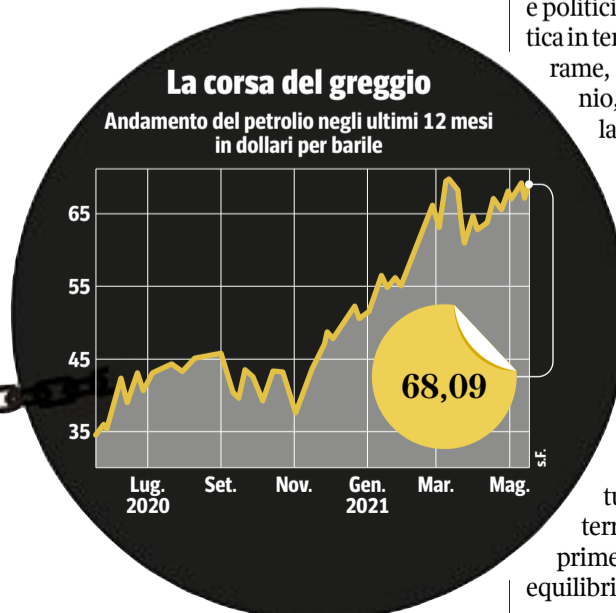 e politici
tica in ter
rame,
nio,
la
La corsa del greggio
Andamento del petrolio negli ultimi 12 mesi
in dollari per barile
65
55
45
35
68,09
s.F.
Lug. Set. Nov. Gen. Mar. Mag.
2020 2021
tu
terr
prime
equilibri